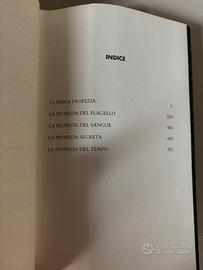 INDICE
LA PRIMA PROFEZIA
LA PROFEZIA DEL FLAGELLO
LA PROFEZIA DEL SANGUE
LA PROFEZIA SEGRETA
LA PROFEZIA DEL TEMPO
Subito